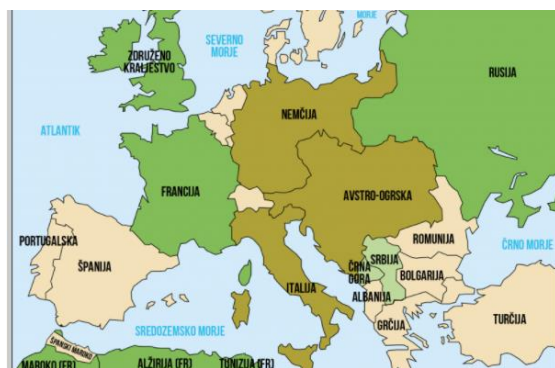 MORJE
SEVERNO
MORJE
ZDRUŽENO
KRALJESTVO
RUSIJA
NEMČIJA
ATLANTIK
FRANCIJA
AVSTRO-OGRSKA
PORTUGALSKA
ŠPANIJA
ROMUNIJA
ČRNO MORJE
SRBIJA
ČRNA
GORA
BOLGARIJA
ITALIJA
ALBANIJA
GRČIJA
TURČIJA
SREDOZEMSKO MORJE
ŠPANSKI MAROKO
MAROKO (FR)
ALŽIRIJA (FR)
TUNIZIJA (FR)